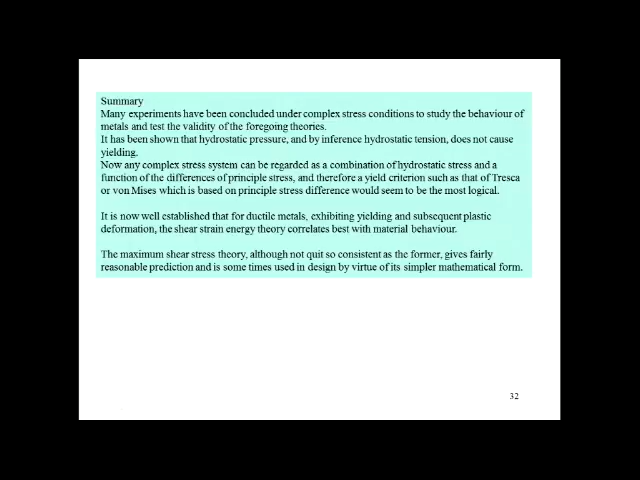 Summary
Many experiments have been concluded under complex stress conditions to study the behaviour of
metals and test the validity of the foregoing theories.
It has been shown that hydrostatic pressure, and by inference hydrostatic tension, does not cause
yielding.
Now any complex stress system can be regarded as a combination of hydrostatic stress and a
function of the differences of principle stress, and therefore a yield criterion such as that of Tresca
or von Mises which is based on principle stress difference would seem to be the most logical.
It is now well established that for ductile metals, exhibiting yielding and subsequent plastic
deformation, the shear strain energy theory correlates best with material behaviour.
The maximum shear stress theory, although not quit so consistent as the former, gives fairly
reasonable prediction and is some times used in design by virtue of its simpler mathematical form.
32